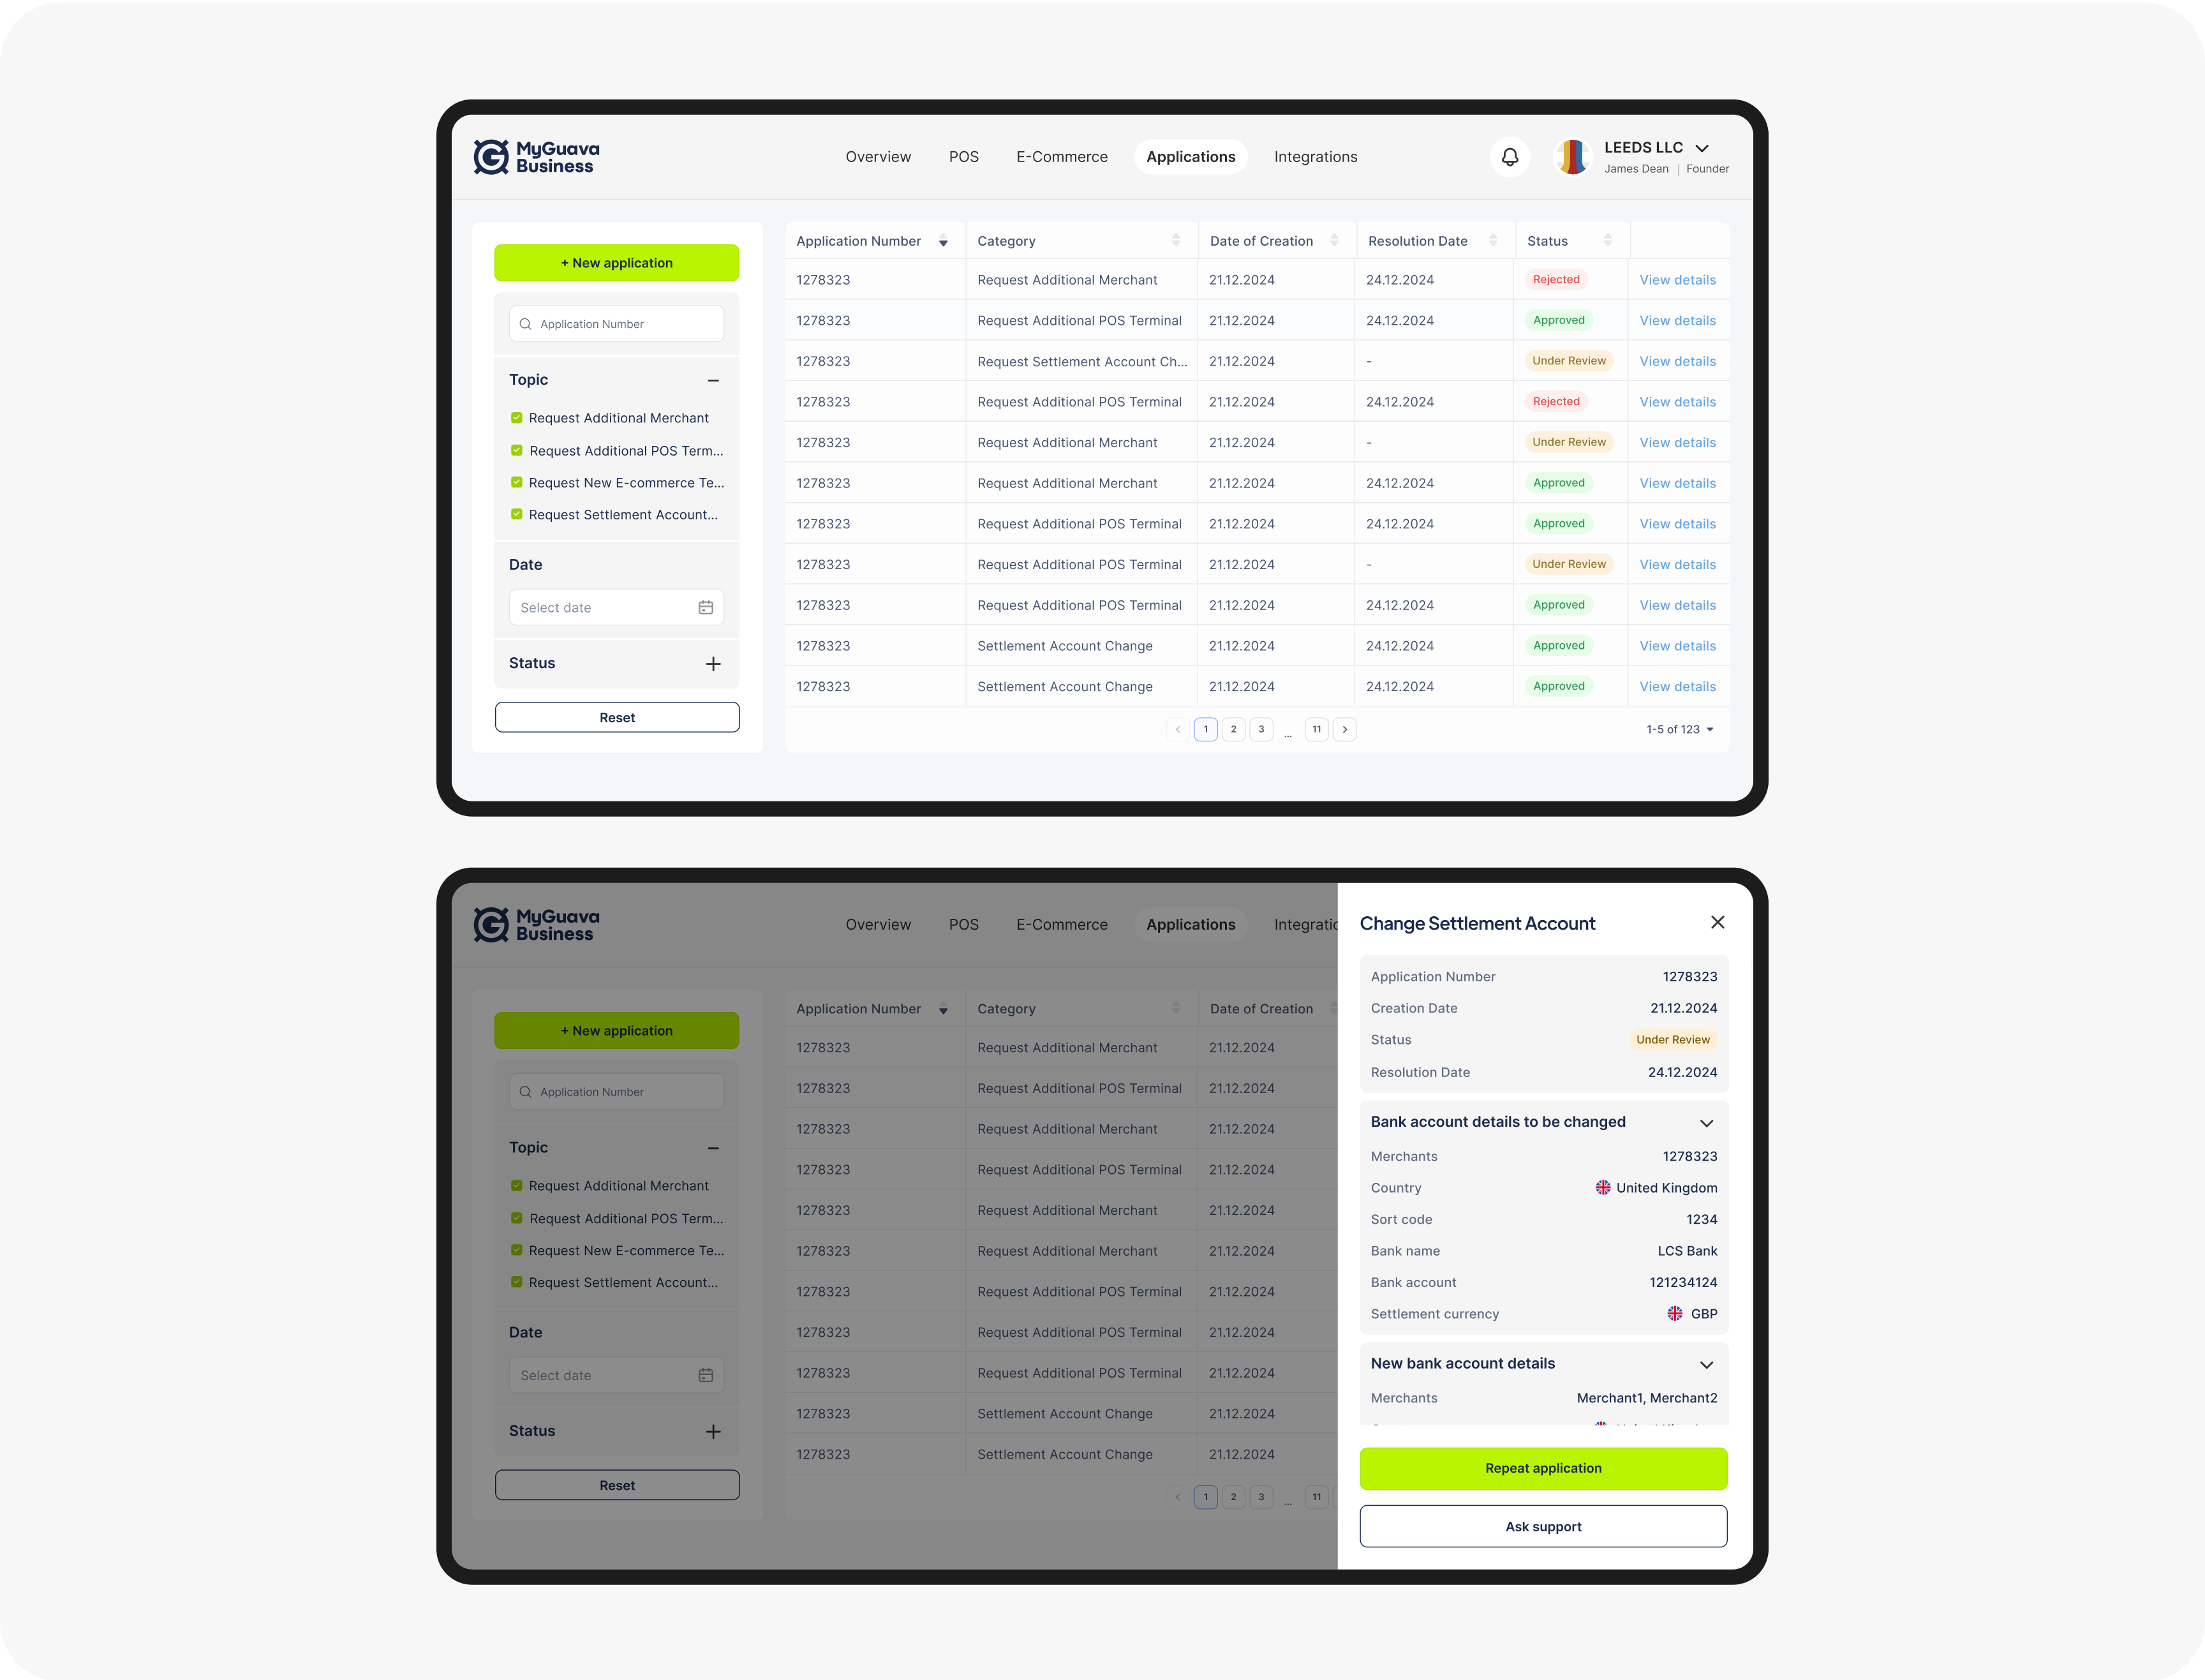 MyGuava
Business
Overview POS E-Commerce Applications Integrations
LEEDS LLC
James Dean | Founder
+ New application
Application Number
Topic
Request Additional Merchant
Request Additional POS Term...
Request New E-commerce Te...
Request Settlement Account...
Date
Select date
Status
Reset
Application Number Category Date of Creation Resolution Date Status
1278323 Request Additional Merchant 21.12.2024 24.12.2024 Rejected View details
1278323 Request Additional POS Terminal 21.12.2024 24.12.2024 Approved View details
1278323 Request Settlement Account Ch... 21.12.2024 - Under Review View details
1278323 Request Additional POS Terminal 21.12.2024 24.12.2024 Rejected View details
1278323 Request Additional Merchant 21.12.2024 - Under Review View details
1278323 Request Additional Merchant 21.12.2024 24.12.2024 Approved View details
1278323 Request Additional POS Terminal 21.12.2024 24.12.2024 Approved View details
1278323 Request Additional POS Terminal 21.12.2024 - Under Review View details
1278323 Request Additional POS Terminal 21.12.2024 24.12.2024 Approved View details
1278323 Settlement Account Change 21.12.2024 24.12.2024 Approved View details
1278323 Settlement Account Change 21.12.2024 24.12.2024 Approved View details
1 2 3 ... 11
1-5 of 123
MyGuava
Business
Overview POS E-Commerce Applications Integratio
+ New application
Application Number
Topic
Request Additional Merchant
Request Additional POS Term...
Request New E-commerce Te...
Request Settlement Account...
Date
Select date
Status
Reset
Application Number Category Date of Creation
1278323 Request Additional Merchant 21.12.2024
1278323 Request Additional POS Terminal 21.12.2024
1278323 Request Additional Merchant 21.12.2024
1278323 Request Additional POS Terminal 21.12.2024
1278323 Request Additional Merchant 21.12.2024
1278323 Request Additional Merchant 21.12.2024
1278323 Request Additional POS Terminal 21.12.2024
1278323 Request Additional POS Terminal 21.12.2024
1278323 Request Additional POS Terminal 21.12.2024
1278323 Settlement Account Change 21.12.2024
1278323 Settlement Account Change 21.12.2024
1 2 3 ... 11
Change Settlement Account
Application Number 1278323
Creation Date 21.12.2024
Status Under Review
Resolution Date 24.12.2024
Bank account details to be changed
Merchants 1278323
Country United Kingdom
Sort code 1234
Bank name LCS Bank
Bank account 121234124
Settlement currency GBP
New bank account details
Merchants Merchant1, Merchant2
Repeat application
Ask support